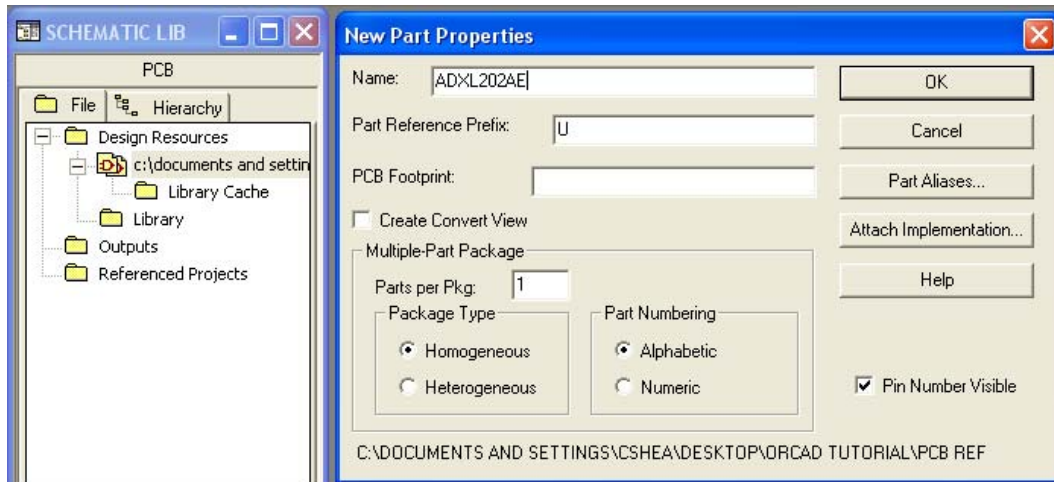 SCHEMATIC LIB
PCB
File
Hierarchy
Design Resources
c:\documents and settin
Library Cache
Library
Outputs
Referenced Projects
New Part Properties
Name: ADXL202AE
Part Reference Prefix: U
PCB Footprint:
Create Convert View
Multiple-Part Package
Parts per Pkg: 1
Package Type
Homogeneous
Heterogeneous
Part Numbering
Alphabetic
Numeric
OK
Cancel
Part Aliases...
Attach Implementation...
Help
Pin Number Visible
C:\DOCUMENTS AND SETTINGS\CSHEA\DESKTOP\ORCAD TUTORIAL\PCB REF